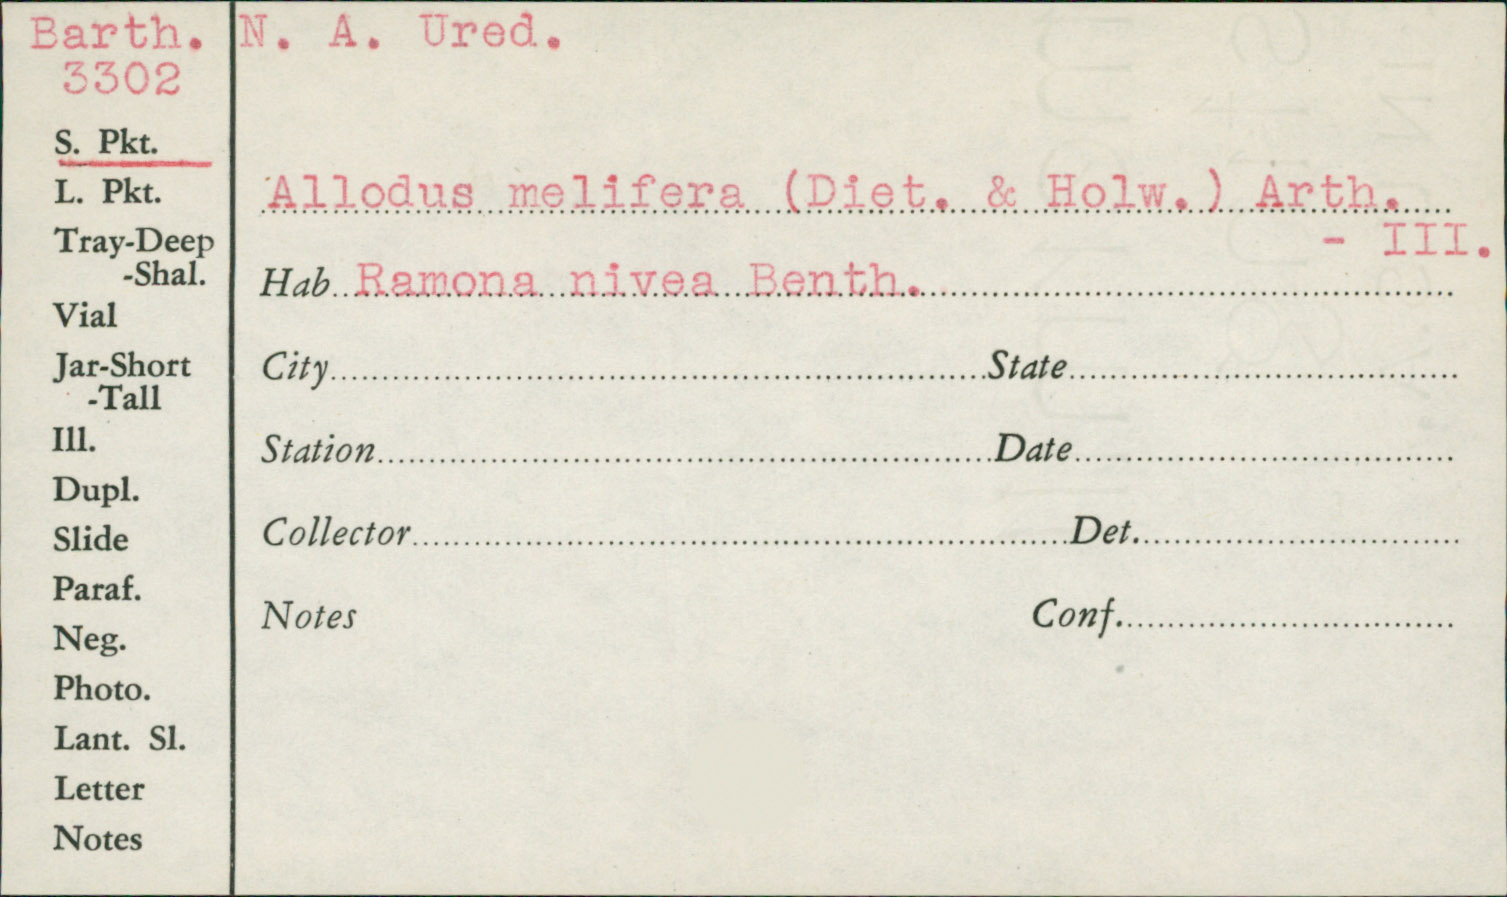 Barth. N. A. Ured.
3302
S. Pkt.
L. Pkt.
Tray-Deep
-Shal.
Vial
Jar-Short
-Tall
Ill.
Dupl.
Slide
Paraf.
Neg.
Photo.
Lant. Sl.
Letter
Notes
Allodus melifera (Diet. & Holw.) Arth.
- III.
Hab. Ramona nivea Benth.
City State
Station Date
Collector Det.
Notes Conf.